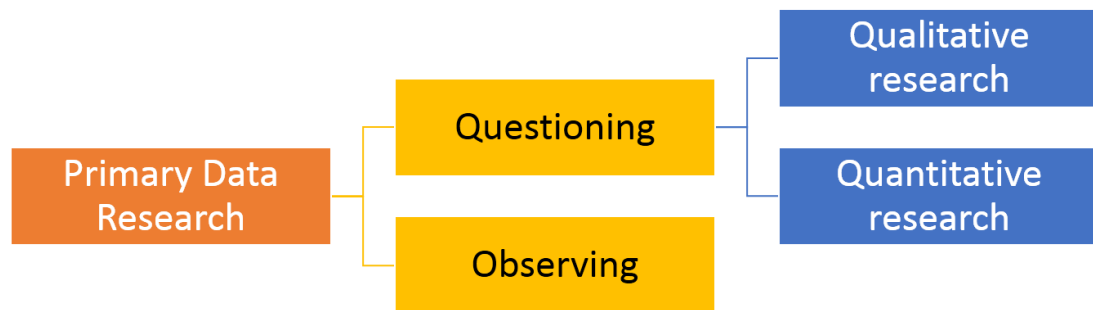 Primary Data
Research
Questioning
Observing
Qualitative
research
Quantitative
research